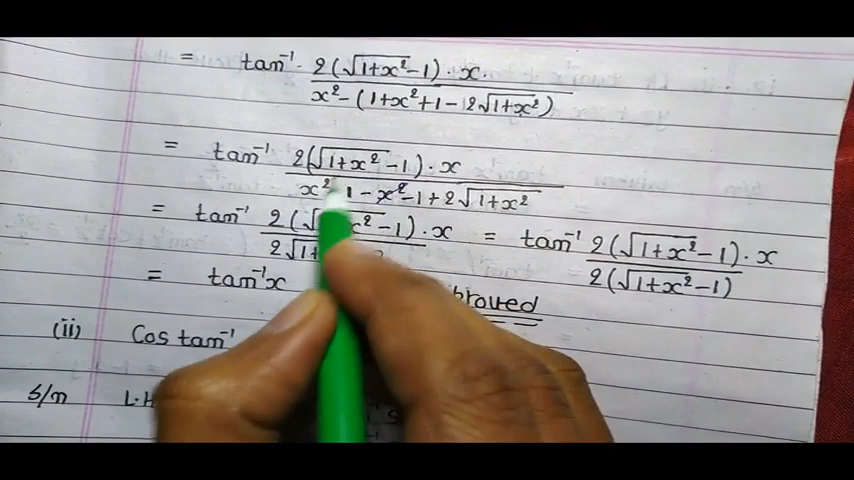 = tan⁻¹ · 2(√1+x² -1) · x. / x² - (1+x²+1 - 2√1+x²)
= tan⁻¹ 2(√1+x² -1) · x / x² 1 - x² -1 + 2√1+x²
= tan⁻¹ 2(√ x² -1) · x / 2√1+ = tan⁻¹ 2(√1+x² -1) · x / 2(√1+x² -1)
= tan⁻¹x proved
(ii) Cos tan⁻¹
S/n L.H